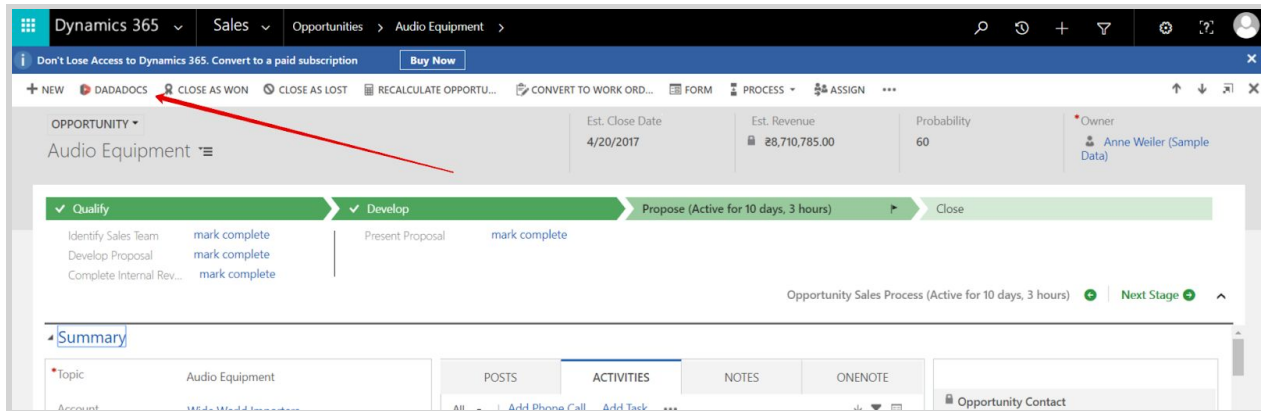 Dynamics 365 Sales Opportunities > Audio Equipment >
Don't Lose Access to Dynamics 365. Convert to a paid subscription Buy Now
NEW DADADOCS CLOSE AS WON CLOSE AS LOST RECALCULATE OPPORTU... CONVERT TO WORK ORD... FORM PROCESS ASSIGN ...
OPPORTUNITY Est. Close Date Est. Revenue Probability *Owner
Audio Equipment 4/20/2017 ₴8,710,785.00 60 Anne Weiler (Sample
Data)
Qualify Develop Propose (Active for 10 days, 3 hours) Close
Identify Sales Team mark complete Present Proposal mark complete
Develop Proposal mark complete
Complete Internal Rev... mark complete
Opportunity Sales Process (Active for 10 days, 3 hours) Next Stage
Summary
*Topic Audio Equipment POSTS ACTIVITIES NOTES ONENOTE
Account Wide World Importers All Add Phone Call Add Task ... Opportunity Contact